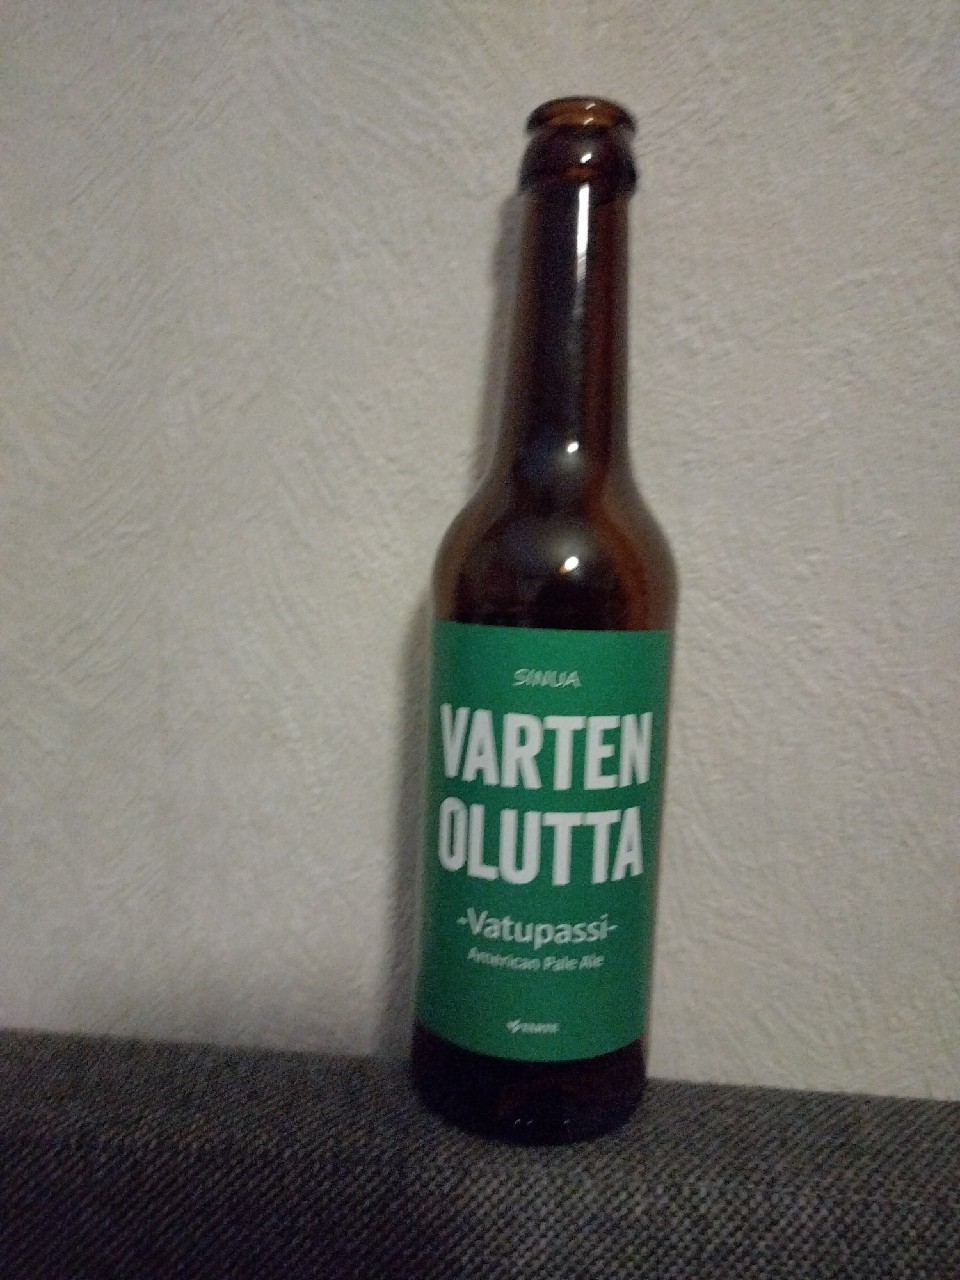 SINUA
VARTEN
OLUTTA
-Vatupassi-
American Pale Ale